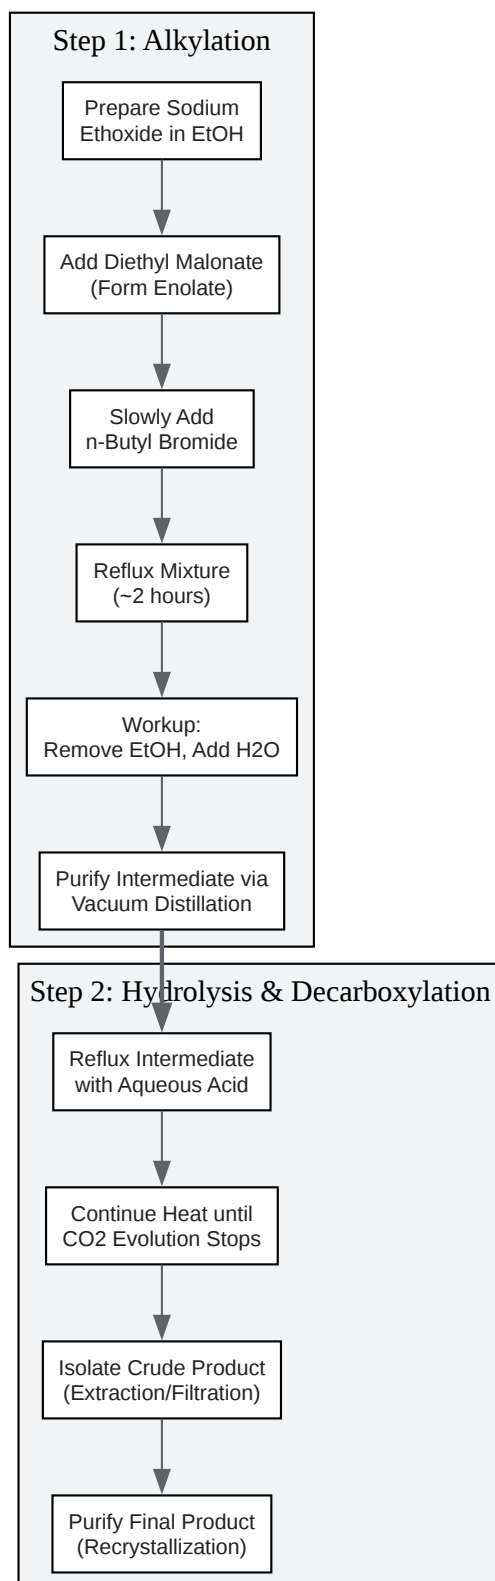 Step 1: Alkylation
Prepare Sodium
Ethoxide in EtOH
Add Diethyl Malonate
(Form Enolate)
Slowly Add
n-Butyl Bromide
Reflux Mixture
(~2 hours)
Workup:
Remove EtOH, Add H2O
Purify Intermediate via
Vacuum Distillation
Step 2: Hydrolysis & Decarboxylation
Reflux Intermediate
with Aqueous Acid
Continue Heat until
CO2 Evolution Stops
Isolate Crude Product
(Extraction/Filtration)
Purify Final Product
(Recrystallization)